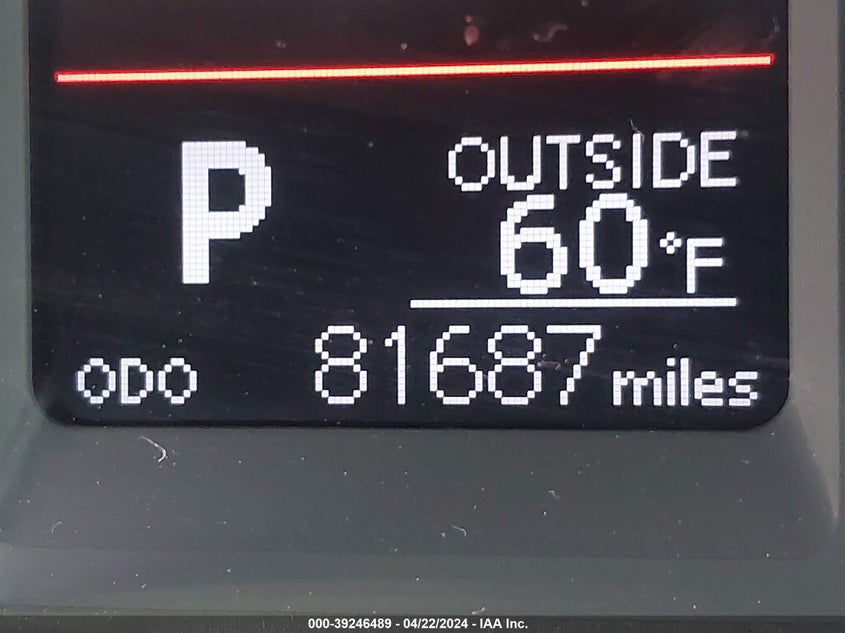 P
OUTSIDE
60°F
ODO 81687 miles
000-39246489 - 04/22/2024 - IAA Inc.